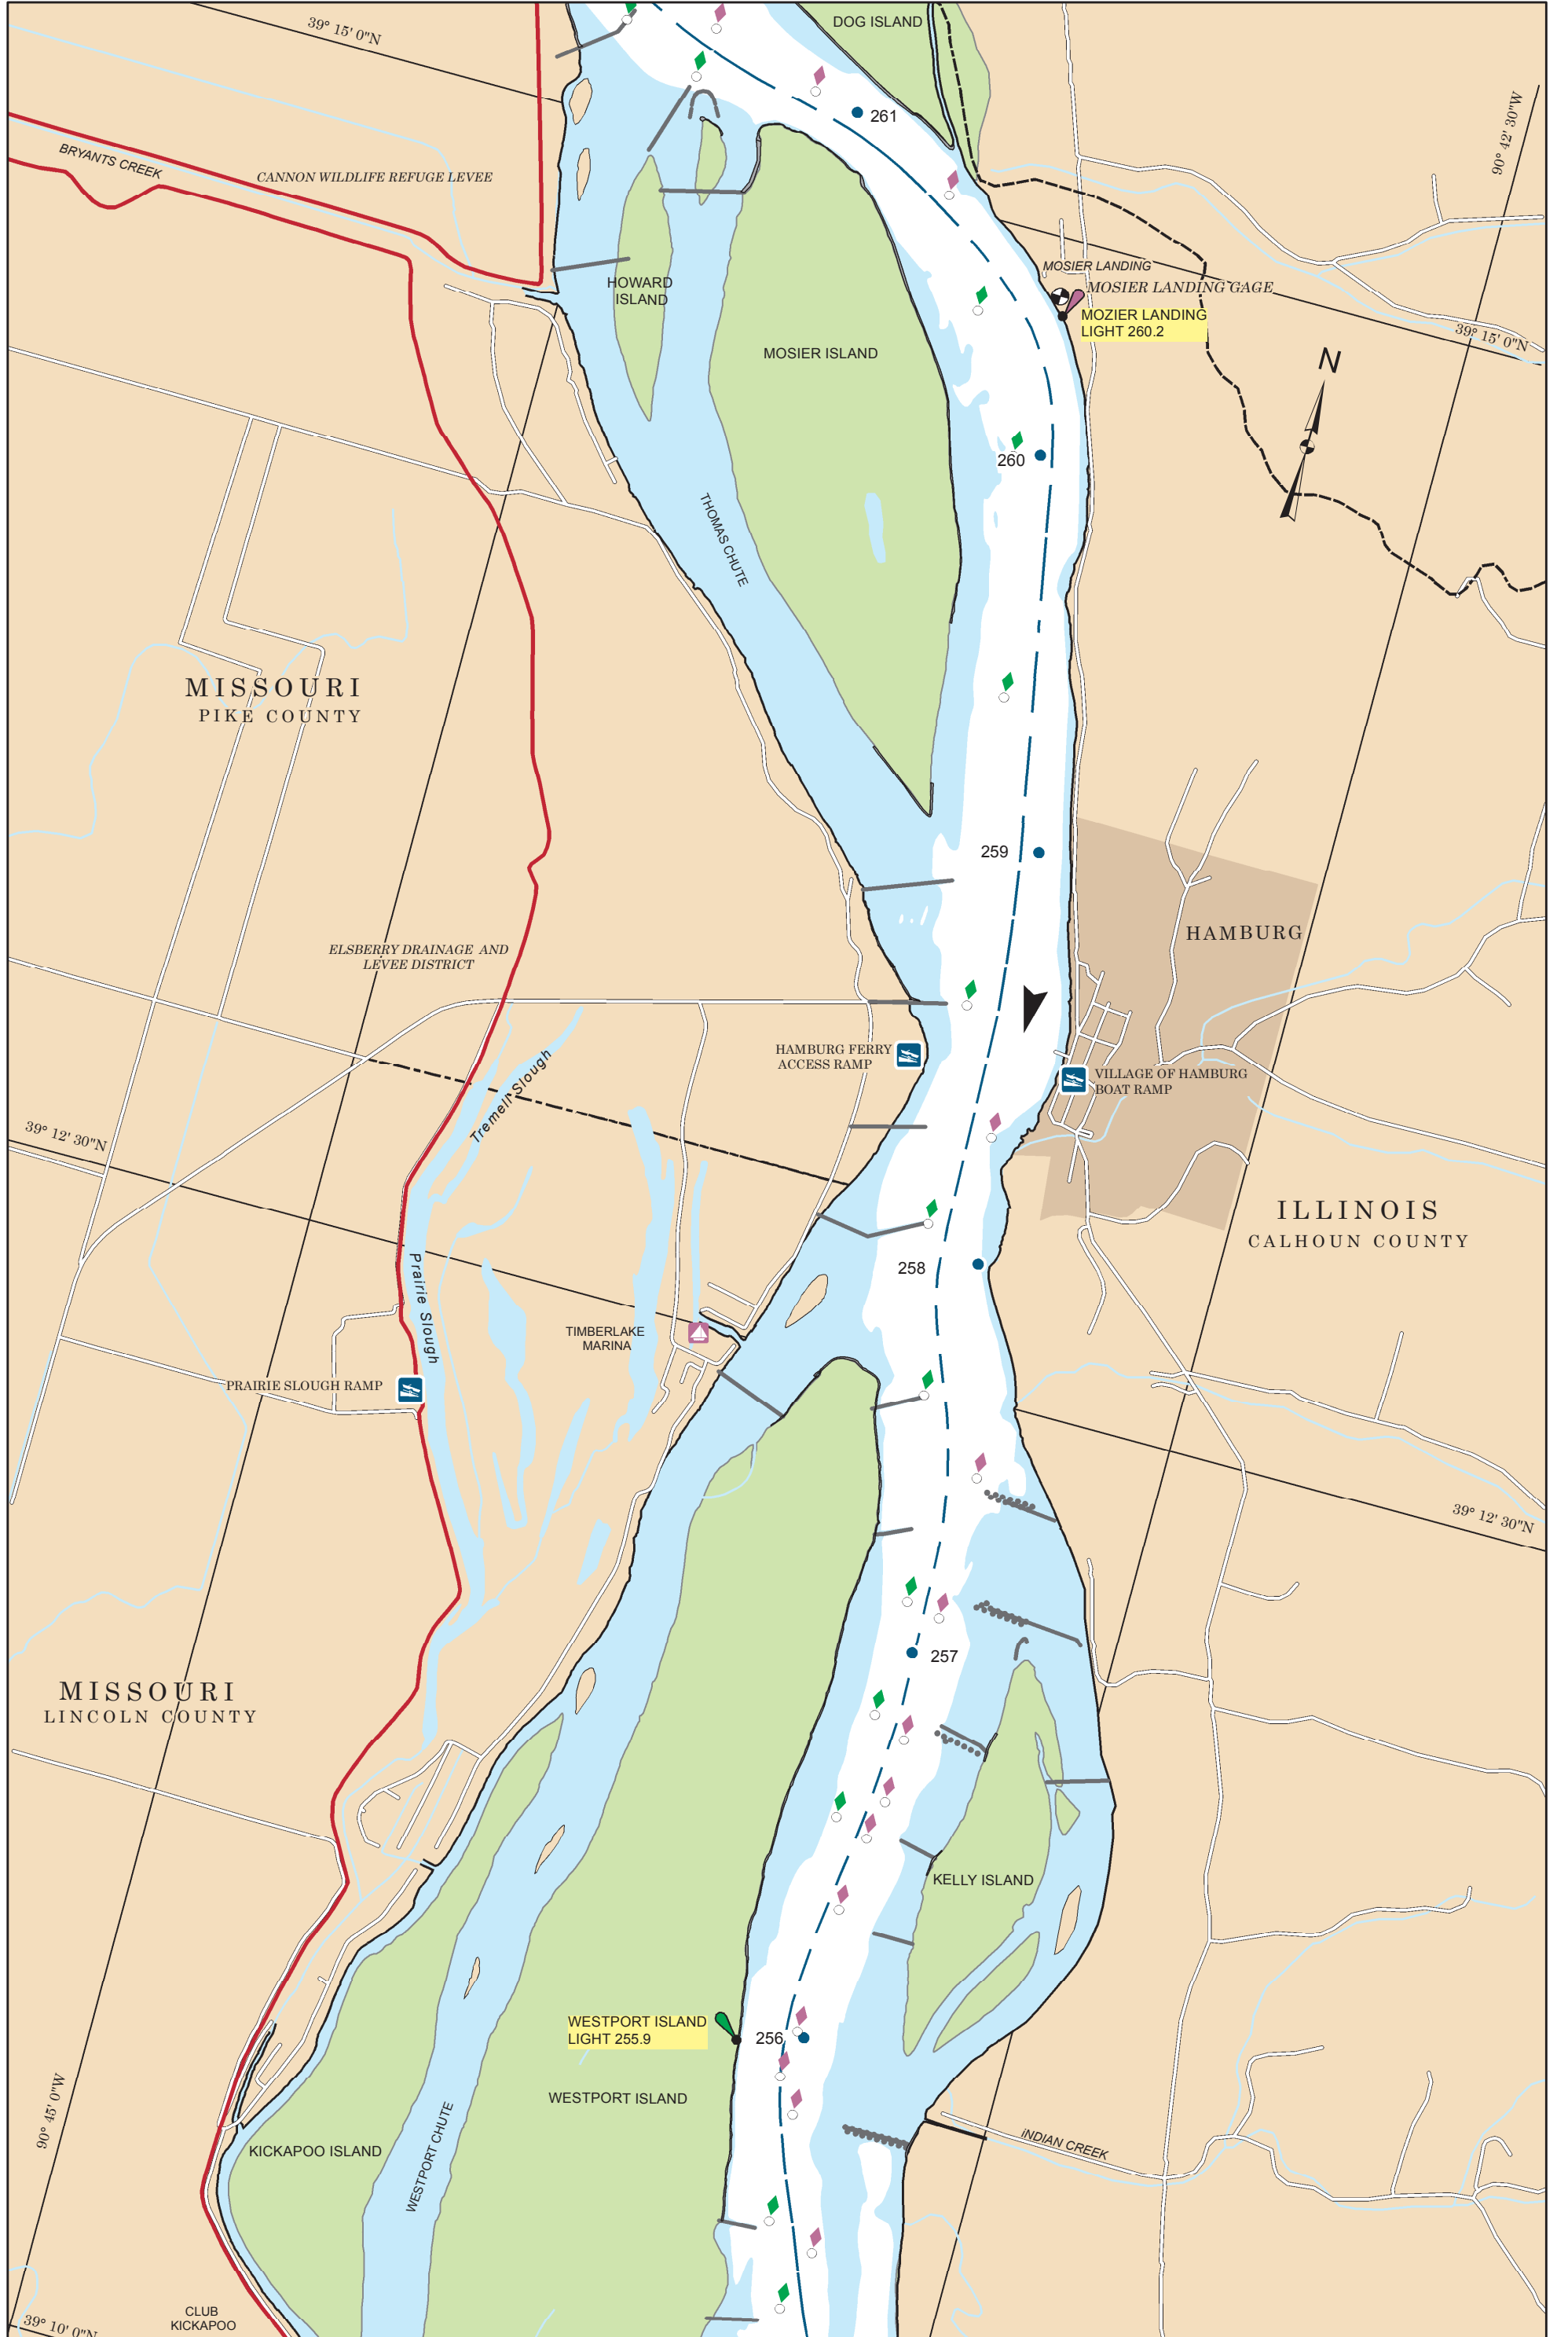 DOG ISLAND
39° 15' 0"N
261
90° 42' 30"W
BRYANTS CREEK
CANNON WILDLIFE REFUGE LEVEE
MOSIER LANDING
MOSIER LANDING GAGE
HOWARD
ISLAND
MOZIER LANDING
LIGHT 260.2
39° 15' 0"N
MOSIER ISLAND
N
260
THOMAS CHUTE
MISSOURI
PIKE COUNTY
259
HAMBURG
ELSBERRY DRAINAGE AND
LEVEE DISTRICT
HAMBURG FERRY
ACCESS RAMP
VILLAGE OF HAMBURG
BOAT RAMP
Tremell Slough
39° 12' 30"N
ILLINOIS
CALHOUN COUNTY
258
Prairie Slough
TIMBERLAKE
MARINA
PRAIRIE SLOUGH RAMP
39° 12' 30"N
257
MISSOURI
LINCOLN COUNTY
KELLY ISLAND
WESTPORT ISLAND
LIGHT 255.9
256
WESTPORT ISLAND
90° 45' 0"W
KICKAPOO ISLAND
WESTPORT CHUTE
iNDIAN CREEK
CLUB
KICKAPOO
39° 10' 0"N